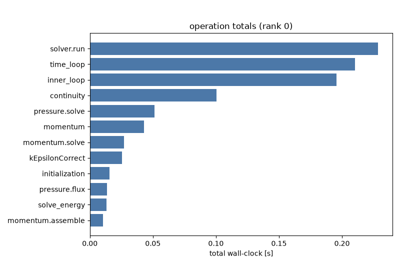 operation totals (rank 0)
solver.run
time_loop
inner_loop
continuity
pressure.solve
momentum
momentum.solve
kEpsilonCorrect
initialization
pressure.flux
solve_energy
momentum.assemble
0.00 0.05 0.10 0.15 0.20
total wall-clock [s]